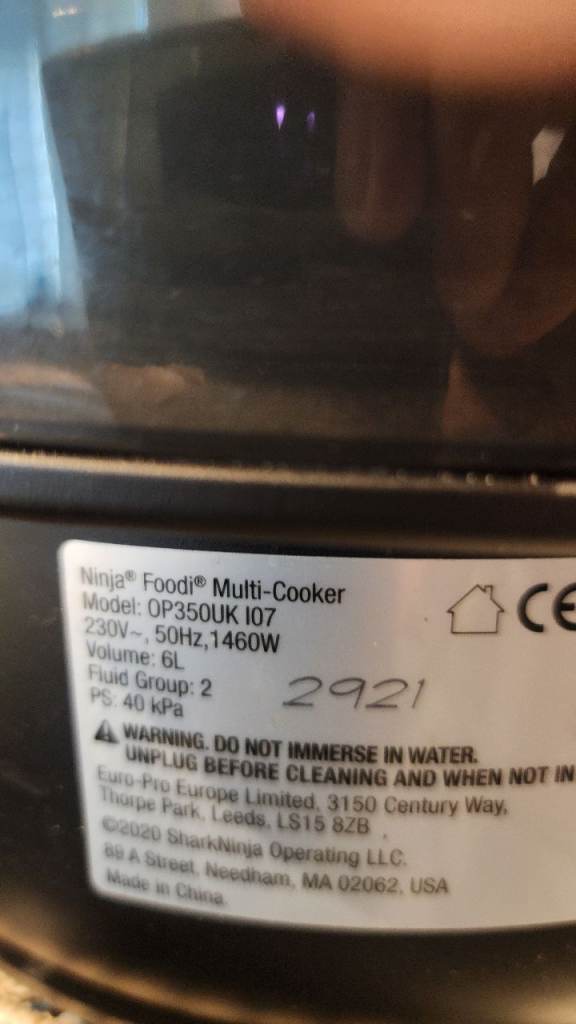 Ninja® Foodi® Multi-Cooker
Model: OP350UK I07
230V~, 50Hz,1460W
Volume: 6L
Fluid Group: 2
PS: 40 kPa
2921
CE
WARNING. DO NOT IMMERSE IN WATER.
UNPLUG BEFORE CLEANING AND WHEN NOT IN
Euro-Pro Europe Limited, 3150 Century Way,
Thorpe Park, Leeds, LS15 8ZB
©2020 SharkNinja Operating LLC.
89 A Street, Needham, MA 02062, USA
Made in China